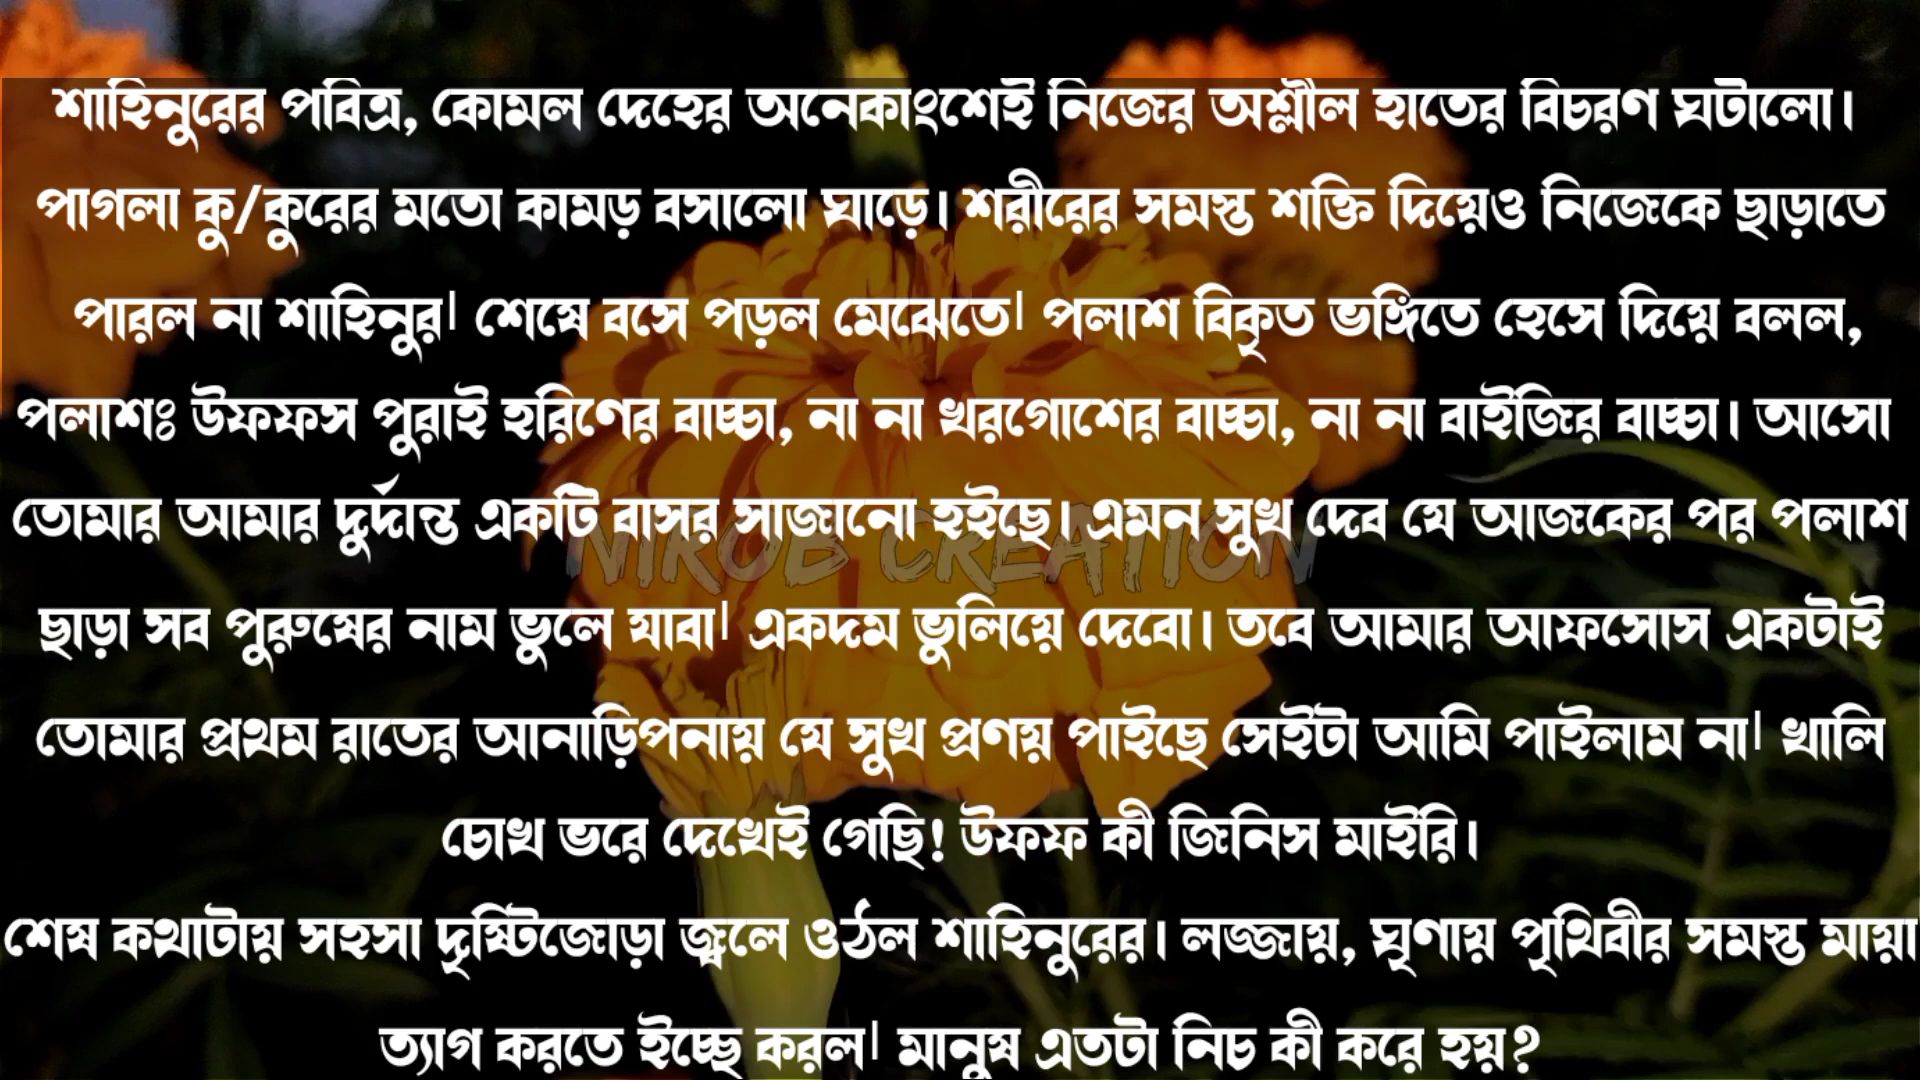 শাহিনুরের পবিত্র, কোমল দেহের অনেকাংশেই নিজের অশ্লীল হাতের বিচরণ ঘটালো।
পাগলা কু/কুরের মতো কামড় বসালো ঘাড়ে। শরীরের সমস্ত শক্তি দিয়েও নিজেকে ছাড়াতে
পারল না শাহিনুর। শেষে বসে পড়ল মেঝেতে। পলাশ বিকৃত ভঙ্গিতে হেসে দিয়ে বলল,
পলাশঃ উফফস পুরাই হরিণের বাচ্চা, না না খরগোশের বাচ্চা, না না বাইজির বাচ্চা। আসো
তোমার আমার দুর্দান্ত একটি বাসর সাজানো হইছে। এমন সুখ দেব যে আজকের পর পলাশ
NIROB CREATION
ছাড়া সব পুরুষের নাম ভুলে যাবা। একদম ভুলিয়ে দেবো। তবে আমার আফসোস একটাই
তোমার প্রথম রাতের আনাড়িপনায় যে সুখ প্রণয় পাইছে সেইটা আমি পাইলাম না। খালি
চোখ ভরে দেখেই গেছি! উফফ কী জিনিস মাইরি।
শেষ কথাটায় সহসা দৃষ্টিজোড়া জ্বলে ওঠল শাহিনুরের। লজ্জায়, ঘৃণায় পৃথিবীর সমস্ত মায়া
ত্যাগ করতে ইচ্ছে করল। মানুষ এতটা নিচ কী করে হয়?